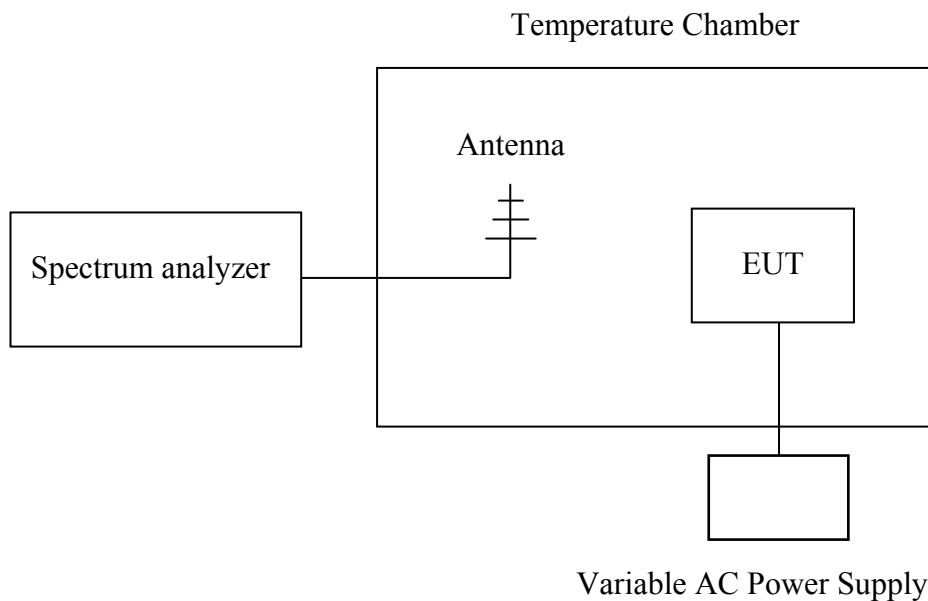 Temperature Chamber
Antenna
Spectrum analyzer
EUT
Variable AC Power Supply